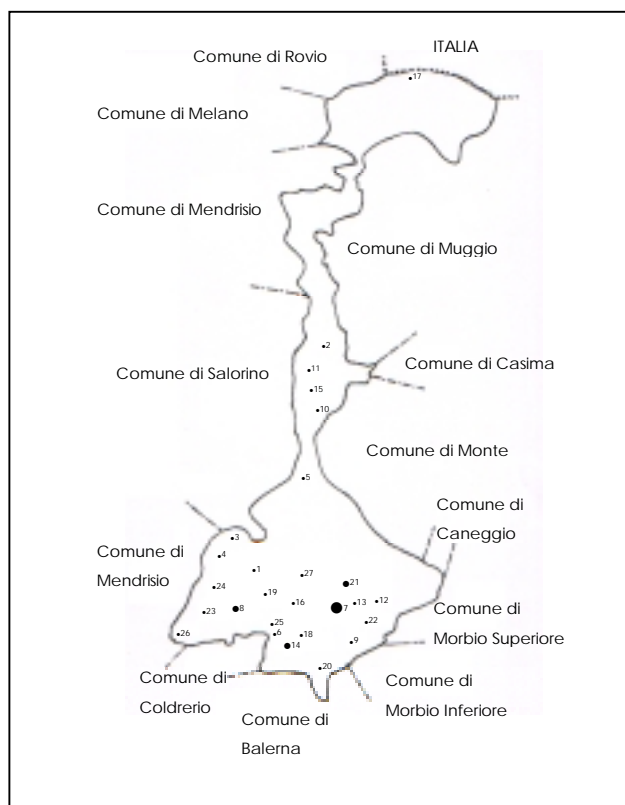 ITALIA
Comune di Rovio
17
Comune di Melano
Comune di Mendrisio
Comune di Muggio
2
Comune di Casima
11
Comune di Salorino
15
10
Comune di Monte
5
Comune di
Caneggio
3
Comune di
Mendrisio
4
1
27
21
24
19
16
13
12
23
8
7
Comune di
Morbio Superiore
22
25
26
6
18
9
14
20
Comune di
Coldrerio
Comune di
Morbio Inferiore
Comune di
Balerna